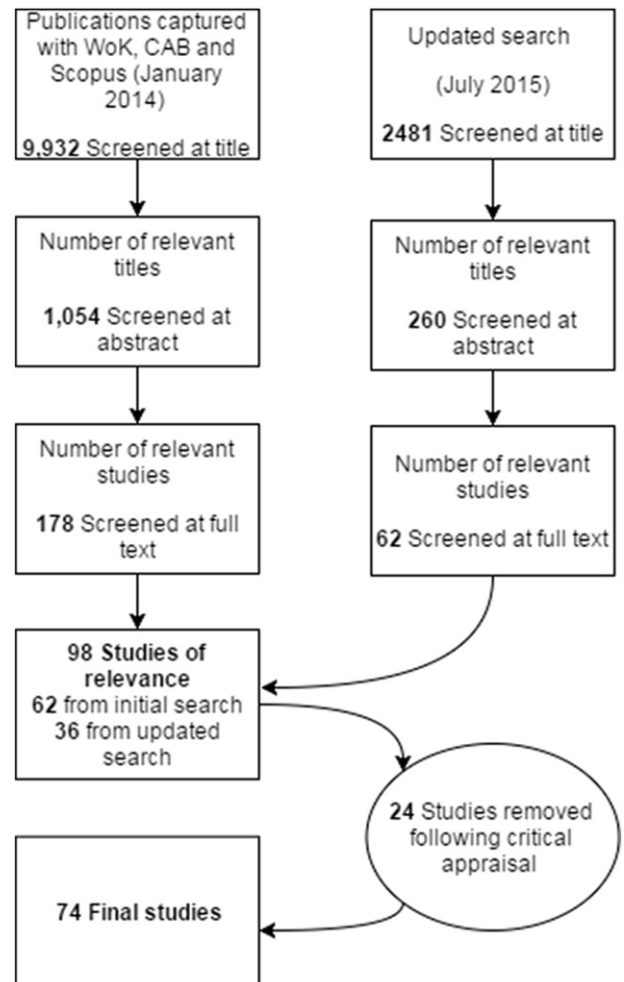 Publications captured
with WoK, CAB and
Scopus (January
2014)
9,932 Screened at title
Number of relevant
titles
1,054 Screened at
abstract
Number of relevant
studies
178 Screened at full
text
98 Studies of
relevance
62 from initial search
36 from updated
search
Updated search
(July 2015)
2481 Screened at title
Number of relevant
titles
260 Screened at
abstract
Number of relevant
studies
62 Screened at full text
24 Studies removed
following critical
appraisal
74 Final studies